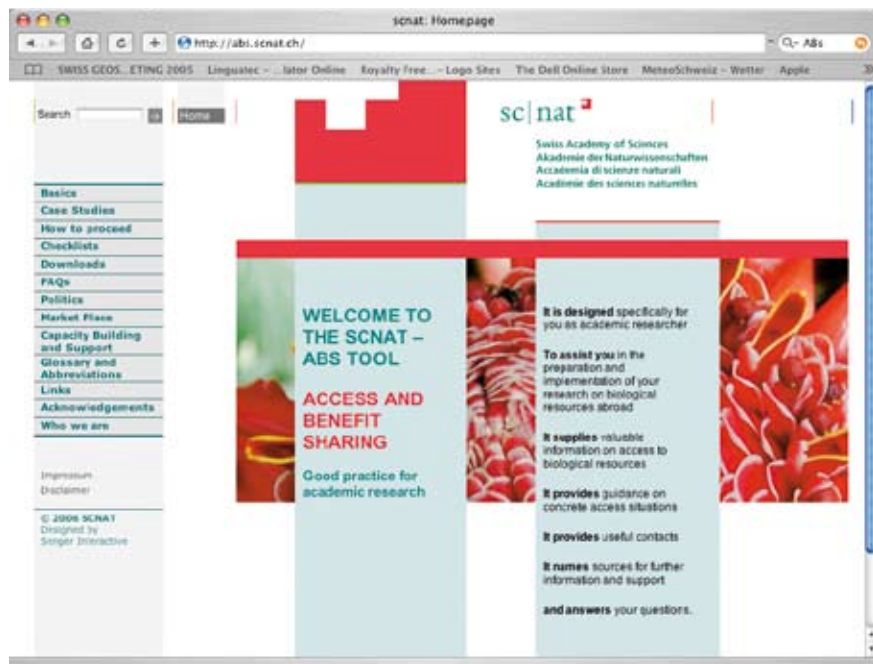 scnat: Homepage
http://abs.scnat.ch/
Q- ABs
SWISS GEOS...ETING 2005 Linguatec - ...lator Online Royalty Free...- Logo Sites The Dell Online Store MeteoSchweiz - Wetter Apple
Search
Home
sc|nat
Swiss Academy of Sciences
Akademie der Naturwissenschaften
Accademia di scienze naturali
Académie des sciences naturelles
Basics
Case Studies
How to proceed
Checklists
Downloads
FAQs
Politics
Market Place
Capacity Building
and Support
Glossary and
Abbreviations
Links
Acknowledgements
Who we are
Impressum
Disclaimer
© 2006 SCNAT
Designed by
Senger Interactive
WELCOME TO
THE SCNAT –
ABS TOOL
ACCESS AND
BENEFIT
SHARING
Good practice for
academic research
It is designed specifically for
you as academic researcher
To assist you in the
preparation and
implementation of your
research on biological
resources abroad
It supplies valuable
information on access to
biological resources
It provides guidance on
concrete access situations
It provides useful contacts
It names sources for further
information and support
and answers your questions.